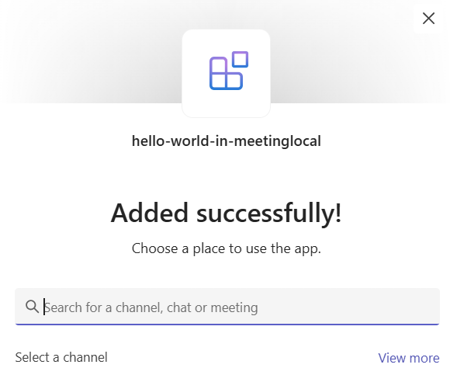 hello-world-in-meetinglocal
Added successfully!
Choose a place to use the app.
Search for a channel, chat or meeting
Select a channel
View more